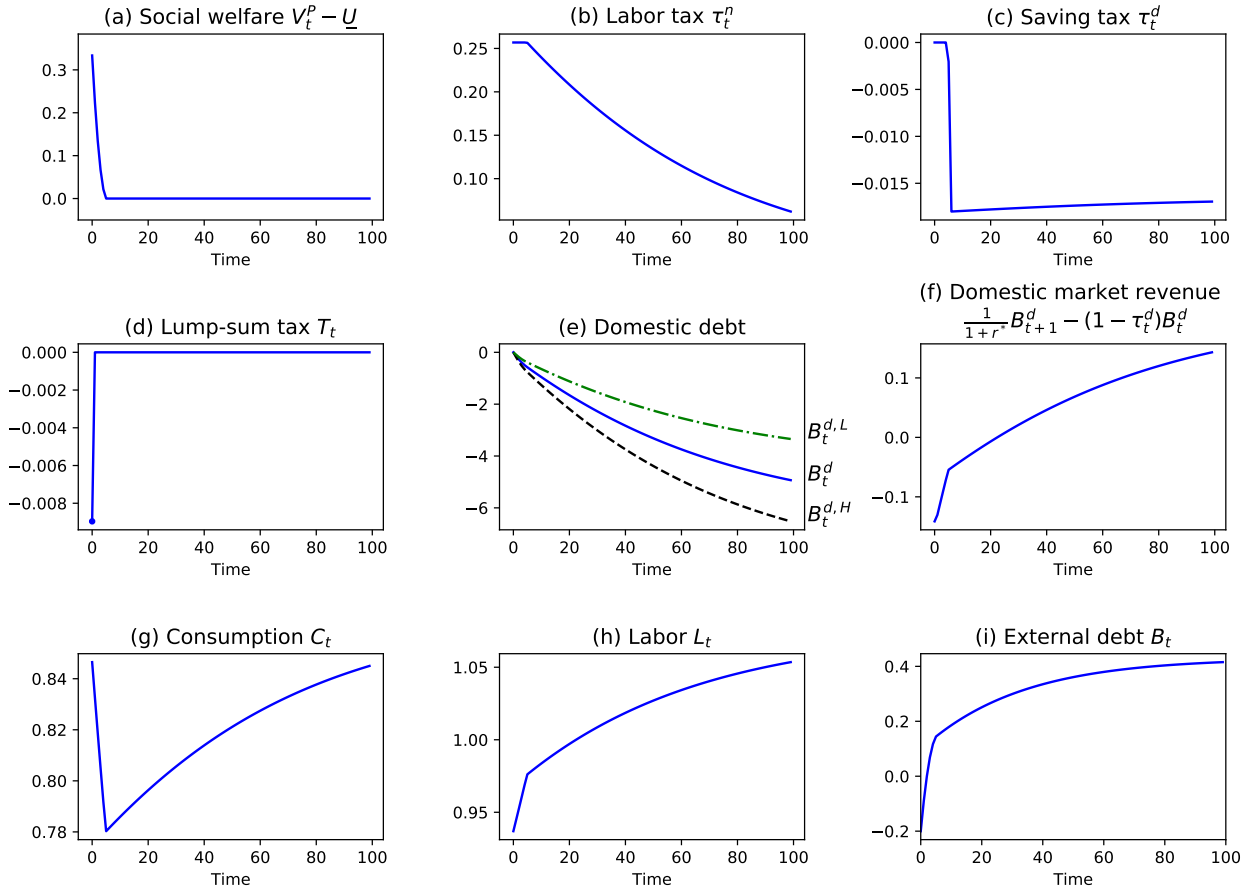 (a) Social welfare $V_t^P - \underline{U}$
0.3
0.2
0.1
0.0
0 20 40 60 80 100
Time
(b) Labor tax $\tau_t^n$
0.25
0.20
0.15
0.10
0 20 40 60 80 100
Time
(c) Saving tax $\tau_t^d$
0.000
−0.005
−0.010
−0.015
0 20 40 60 80 100
Time
(d) Lump-sum tax $T_t$
0.000
−0.002
−0.004
−0.006
−0.008
0 20 40 60 80 100
Time
(e) Domestic debt
0
−2
−4
−6
$B_t^{d,L}$
$B_t^d$
$B_t^{d,H}$
0 20 40 60 80 100
Time
(f) Domestic market revenue
$\frac{1}{1+r^*}B_{t+1}^d - (1-\tau_t^d)B_t^d$
0.1
0.0
−0.1
0 20 40 60 80 100
Time
(g) Consumption $C_t$
0.84
0.82
0.80
0.78
0 20 40 60 80 100
Time
(h) Labor $L_t$
1.05
1.00
0.95
0 20 40 60 80 100
Time
(i) External debt $B_t$
0.4
0.2
0.0
−0.2
0 20 40 60 80 100
Time